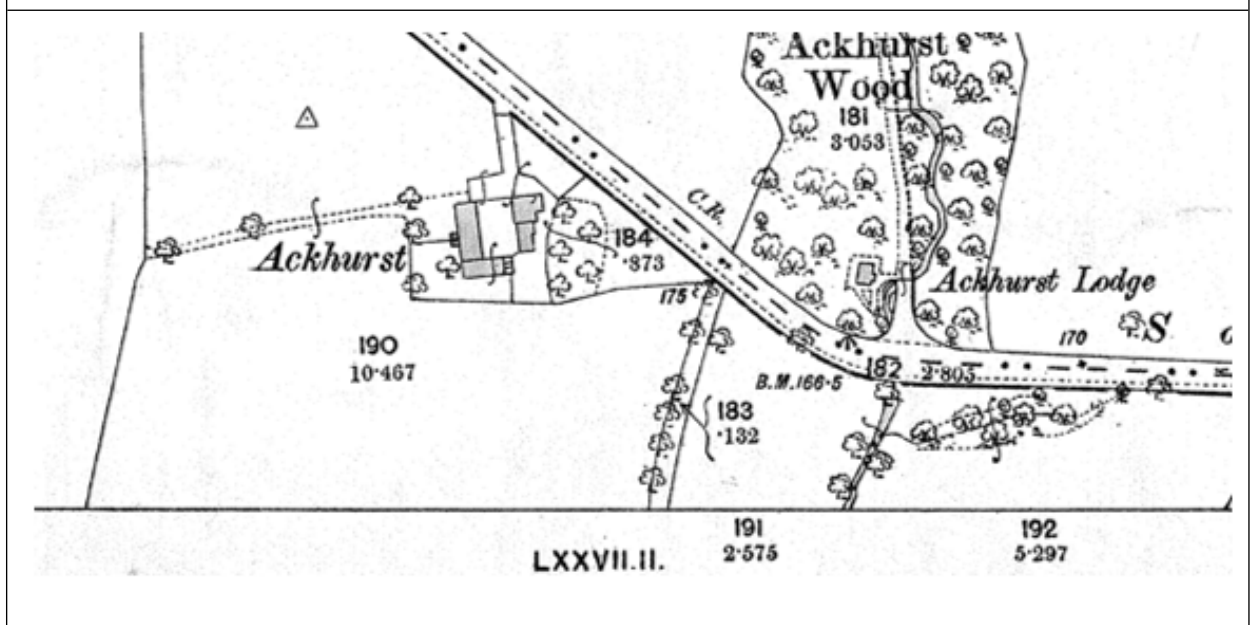 Ackhurst
Wood
181
3·053
C.R.
184
·873
Ackhurst
Ackhurst Lodge
175
170
S
190
10·467
B.M.166·5
182
2·803
183
·132
191
2·575
192
5·297
LXXVII.II.